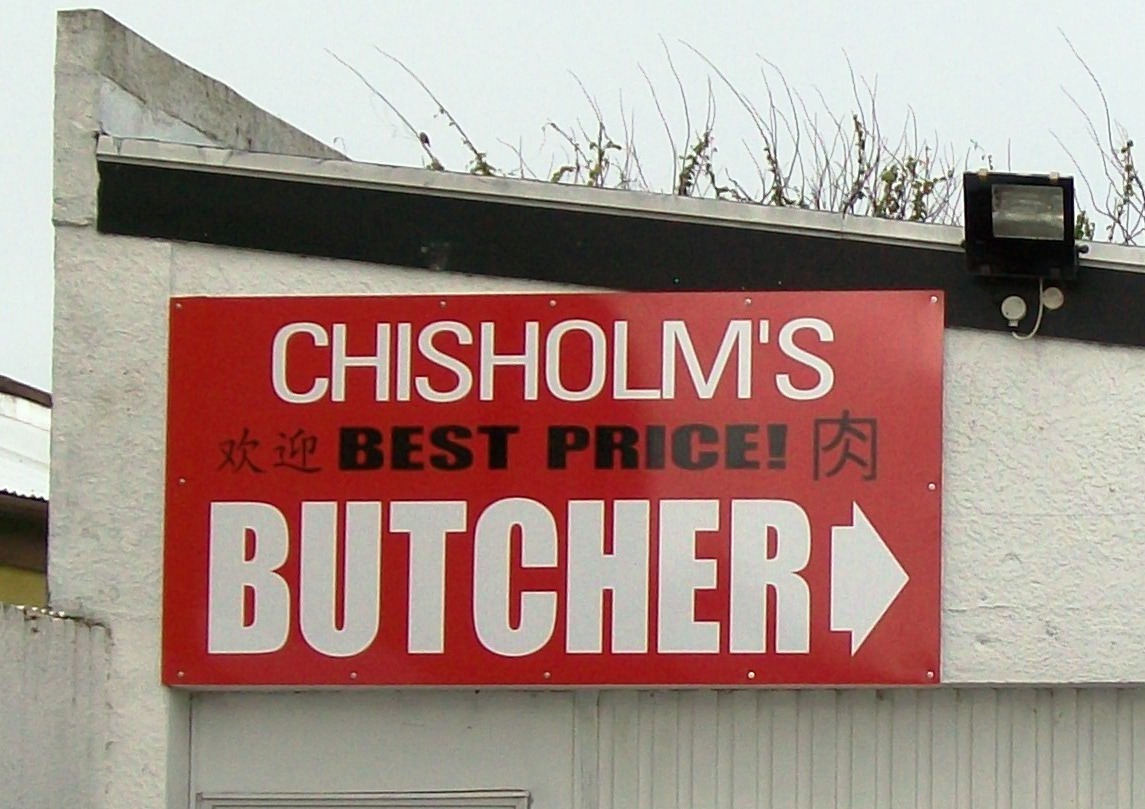 CHISHOLM'S
欢迎 BEST PRICE! 肉
BUTCHER